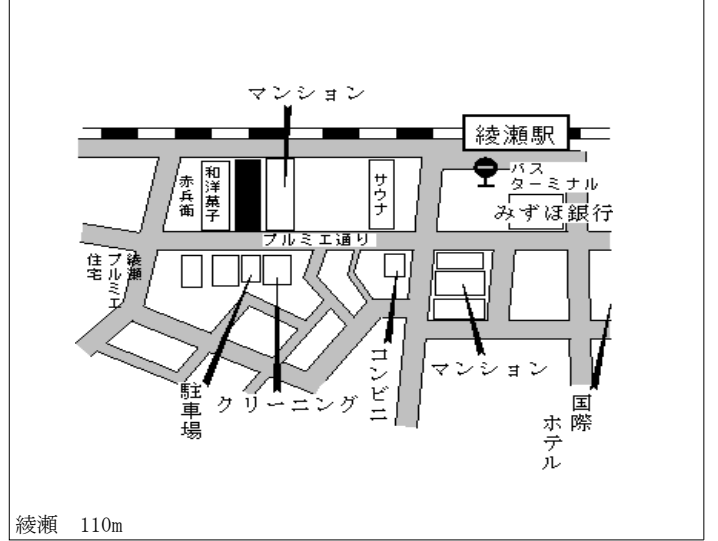 マンション
綾瀬駅
バス
ターミナル
みずほ銀行
赤兵衛
和洋菓子
サウナ
プルミエ通り
綾瀬
プルミエ
住宅
駐車場
クリーニング
コンビニ
マンション
国際
ホテル
綾瀬　110m